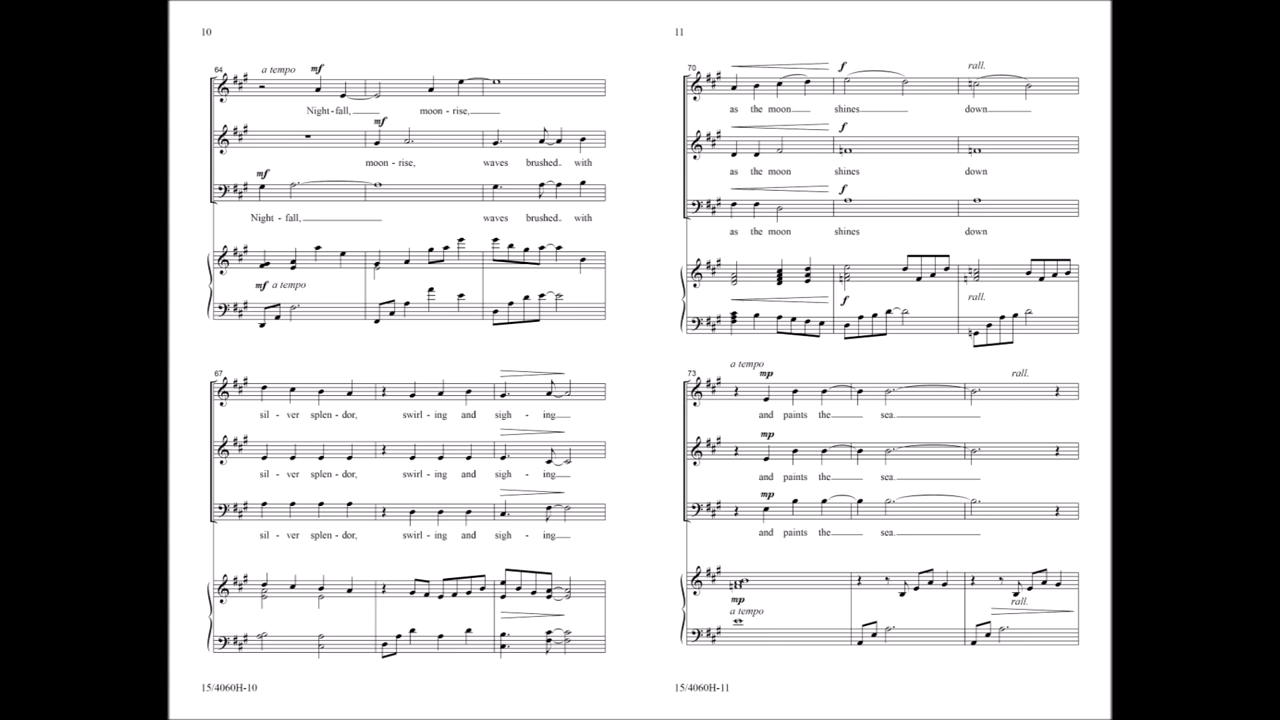 10
64
a tempo mf
Night - fall, moon - rise,
mf
moon - rise, waves brushed with
mf
Night - fall, waves brushed with
mf a tempo
67
sil - ver splen - dor, swirl - ing and sigh - ing
sil - ver splen - dor, swirl - ing and sigh - ing
sil - ver splen - dor, swirl - ing and sigh - ing
15/4060H-10
11
70
f rall.
as the moon shines down
f
as the moon shines down
f
as the moon shines down
f rall.
a tempo
73
mp rall.
and paints the sea.
mp
and paints the sea.
mp
and paints the sea.
mp
a tempo
rall.
15/4060H-11